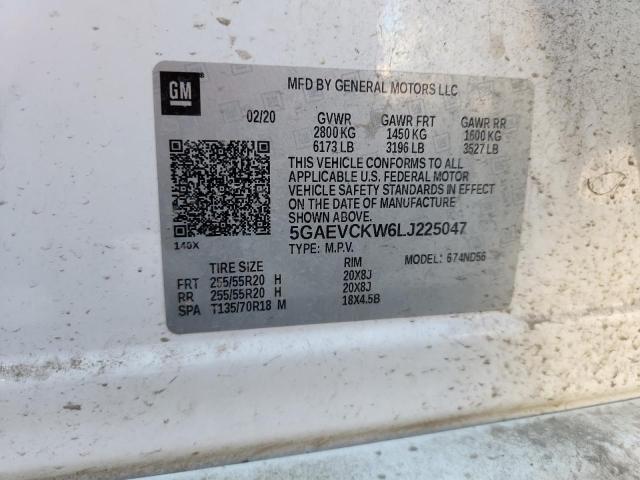 GM
MFD BY GENERAL MOTORS LLC
02/20 GVWR GAWR FRT GAWR RR
2800 KG 1450 KG 1600 KG
6173 LB 3196 LB 3527 LB
THIS VEHICLE CONFORMS TO ALL
APPLICABLE U.S. FEDERAL MOTOR
VEHICLE SAFETY STANDARDS IN EFFECT
ON THE DATE OF MANUFACTURE
SHOWN ABOVE.
140X 5GAEVCKW6LJ225047
TYPE: M.P.V. MODEL: 674ND56
TIRE SIZE RIM
FRT 255/55R20 H 20X8J
RR 255/55R20 H 20X8J
SPA T135/70R18 M 18X4.5B